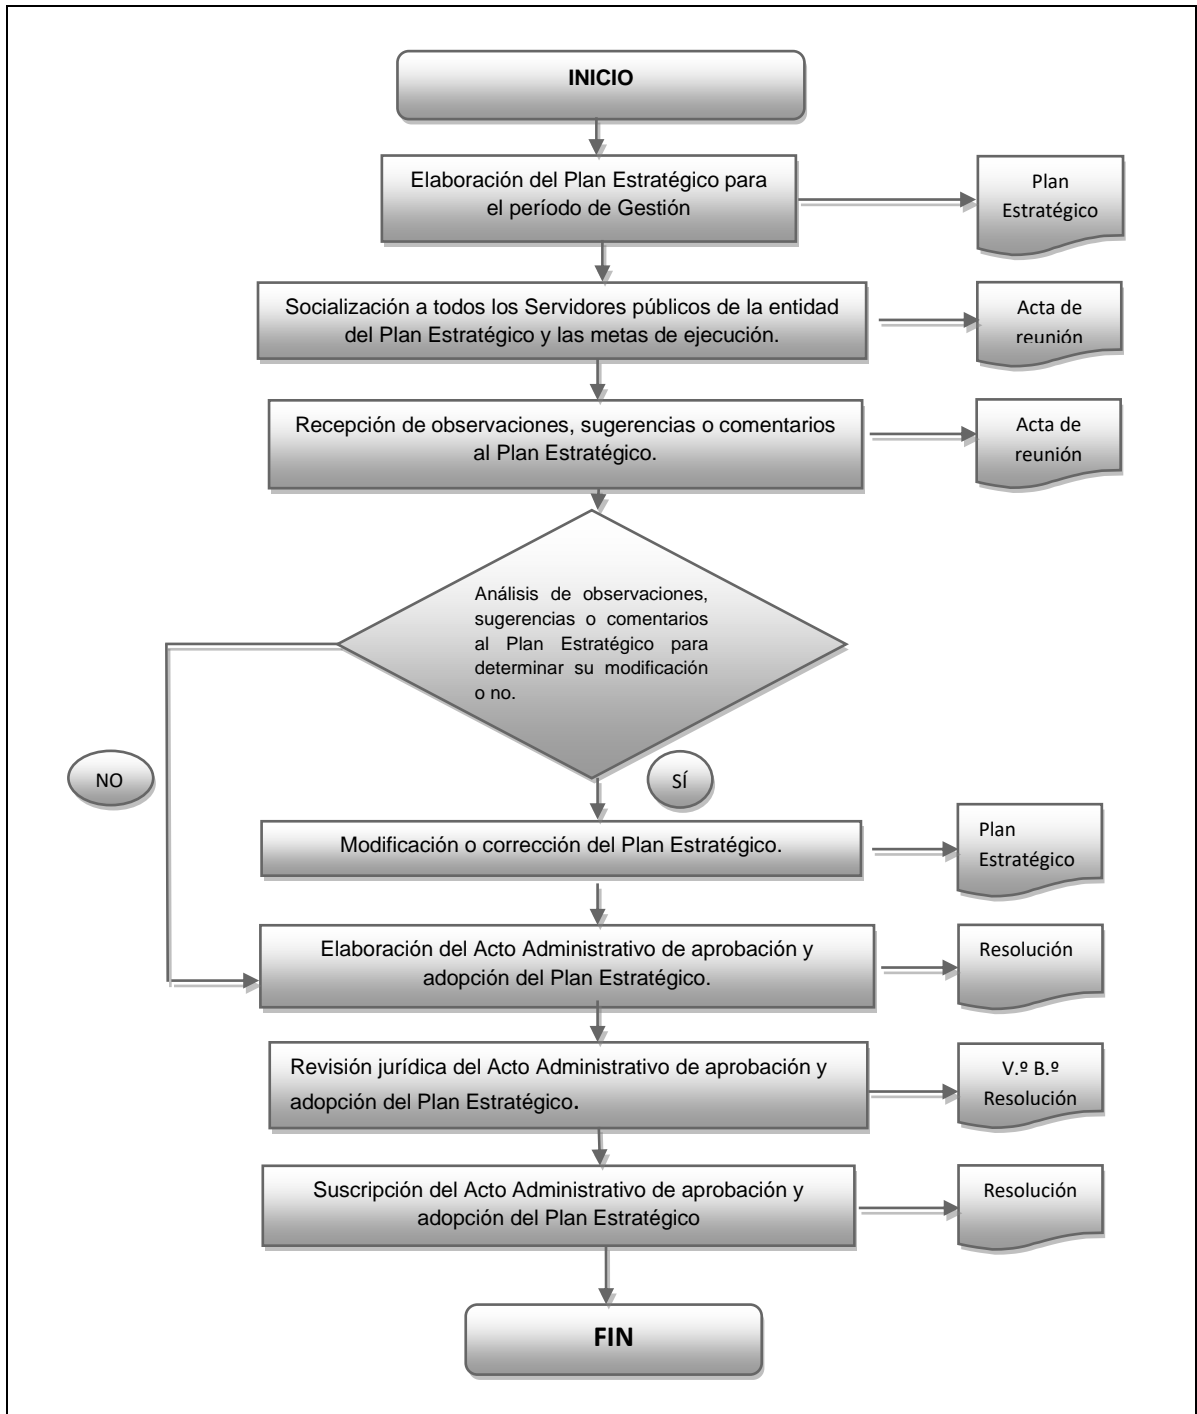 INICIO
Elaboración del Plan Estratégico para
el período de Gestión
Plan
Estratégico
Socialización a todos los Servidores públicos de la entidad
del Plan Estratégico y las metas de ejecución.
Acta de
reunión
Recepción de observaciones, sugerencias o comentarios
al Plan Estratégico.
Acta de
reunión
Análisis de observaciones,
sugerencias o comentarios
al Plan Estratégico para
determinar su modificación
o no.
NO
SÍ
Modificación o corrección del Plan Estratégico.
Plan
Estratégico
Elaboración del Acto Administrativo de aprobación y
adopción del Plan Estratégico.
Resolución
Revisión jurídica del Acto Administrativo de aprobación y
adopción del Plan Estratégico.
V.º B.º
Resolución
Suscripción del Acto Administrativo de aprobación y
adopción del Plan Estratégico
Resolución
FIN